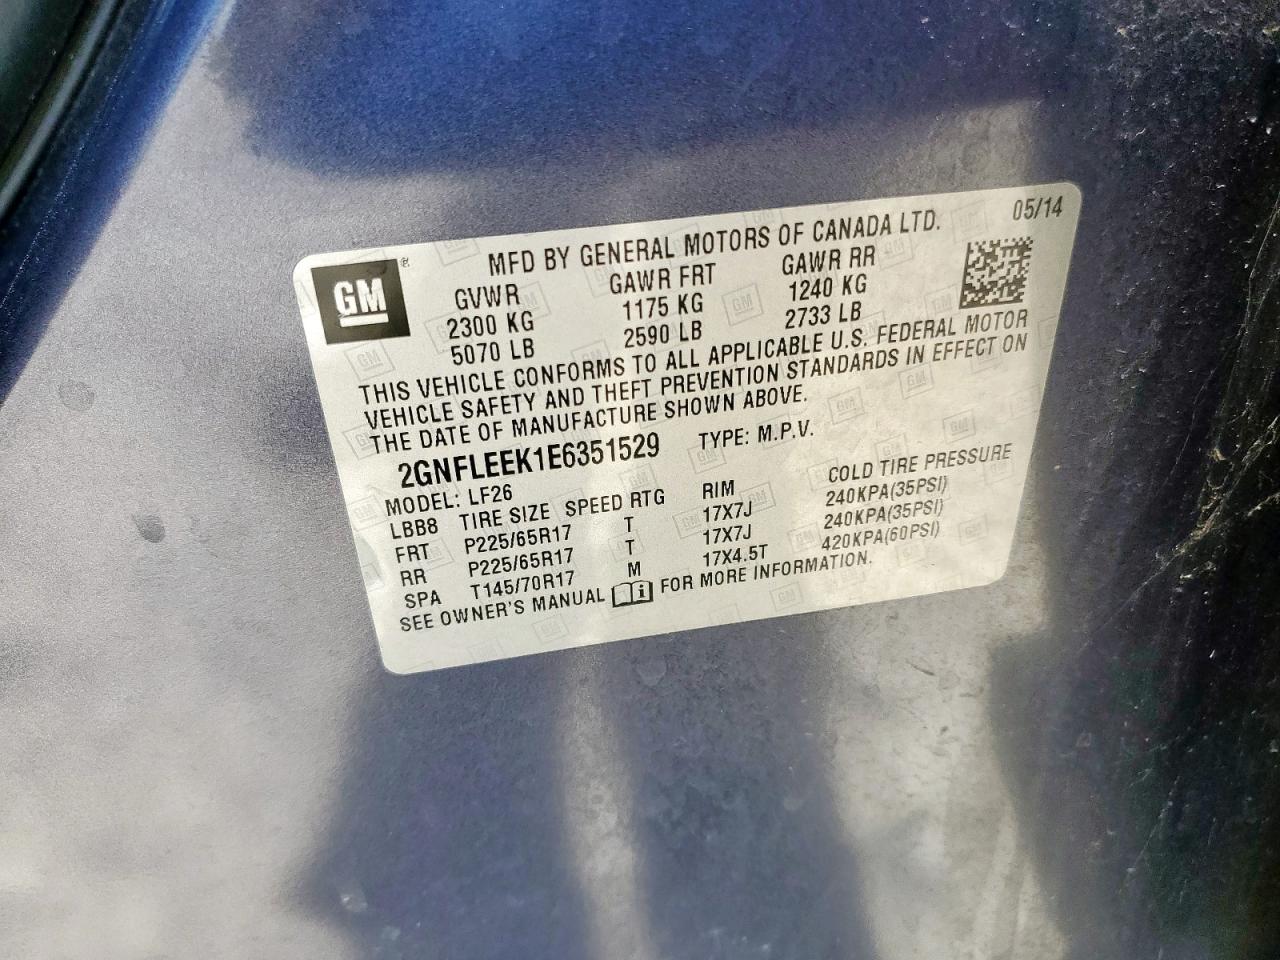 05/14
GM ® MFD BY GENERAL MOTORS OF CANADA LTD.
GVWR GAWR FRT GAWR RR
2300 KG 1175 KG 1240 KG
5070 LB 2590 LB 2733 LB
THIS VEHICLE CONFORMS TO ALL APPLICABLE U.S. FEDERAL MOTOR
VEHICLE SAFETY AND THEFT PREVENTION STANDARDS IN EFFECT ON
THE DATE OF MANUFACTURE SHOWN ABOVE.
2GNFLEEK1E6351529 TYPE: M.P.V.
MODEL: LF26
LBB8 TIRE SIZE SPEED RTG RIM COLD TIRE PRESSURE
FRT P225/65R17 T 17X7J 240KPA(35PSI)
RR P225/65R17 T 17X7J 240KPA(35PSI)
SPA T145/70R17 M 17X4.5T 420KPA(60PSI)
SEE OWNER'S MANUAL i FOR MORE INFORMATION.